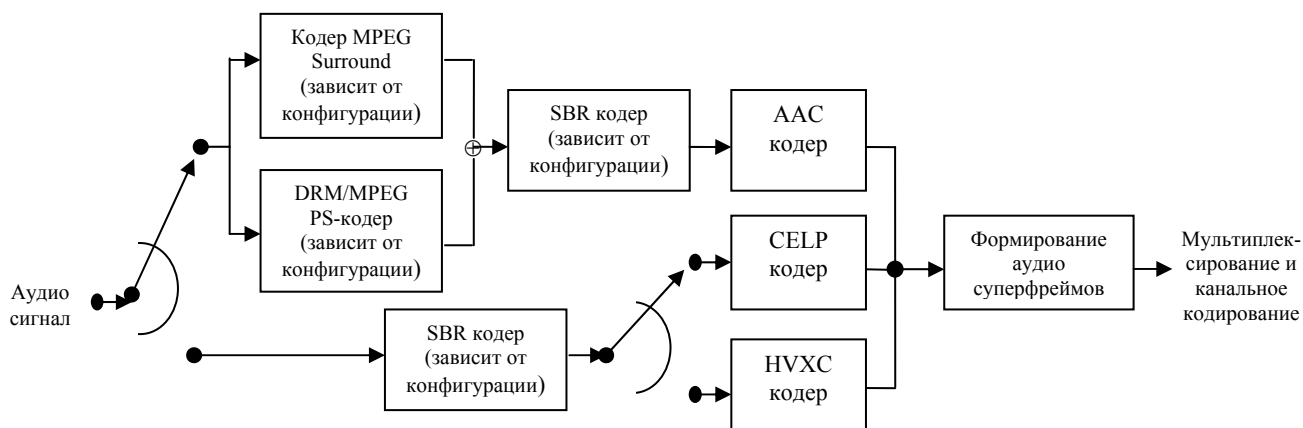 Кодер MPEG
Surround
(зависит от
конфигурации)
DRM/MPEG
PS-кодер
(зависит от
конфигурации)
SBR кодер
(зависит от
конфигурации)
AAC
кодер
Аудио
сигнал
SBR кодер
(зависит от
конфигурации)
CELP
кодер
HVXC
кодер
Формирование
аудио
суперфреймов
Мультиплек-
сирование и
канальное
кодирование